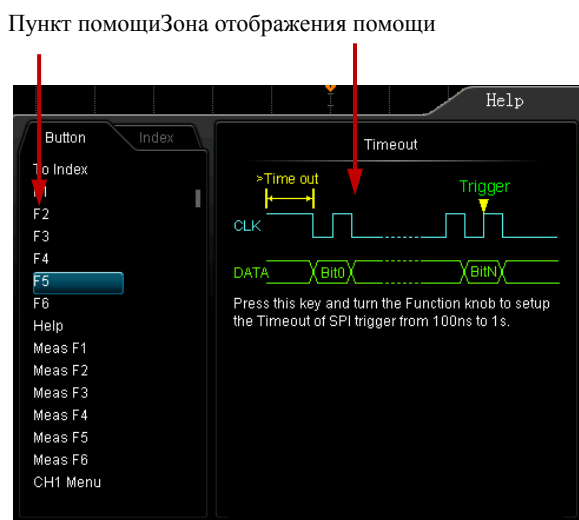 Пункт помощиЗона отображения помощи
Help
Button
Index
To Index
F2
F3
F4
F5
F6
Help
Meas F1
Meas F2
Meas F3
Meas F4
Meas F5
Meas F6
CH1 Menu
Timeout
>Time out
Trigger
CLK
DATA
Bit0
BitN
Press this key and turn the Function knob to setup
the Timeout of SPI trigger from 100ns to 1s.